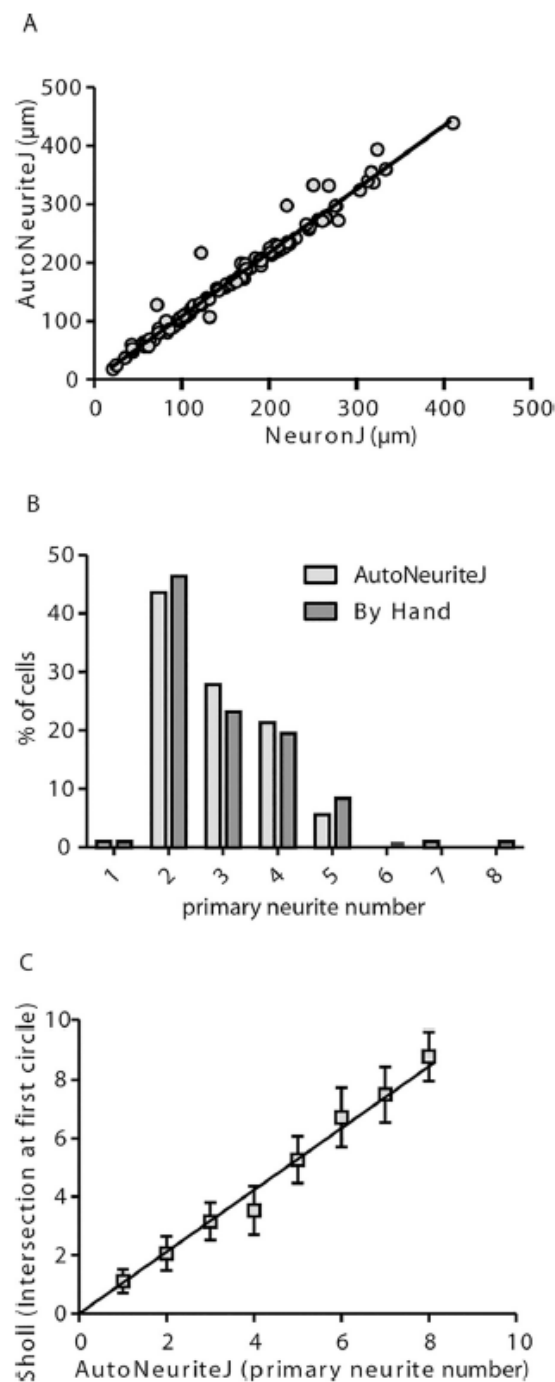 A
AutoNeuriteJ (µm)
500
400
300
200
100
0
0 100 200 300 400 500
NeuronJ (µm)
B
% of cells
50
40
30
20
10
0
AutoNeuriteJ
By Hand
1 2 3 4 5 6 7 8
primary neurite number
C
Sholl (Intersection at first circle)
10
8
6
4
2
0
0 2 4 6 8 10
AutoNeuriteJ (primary neurite number)